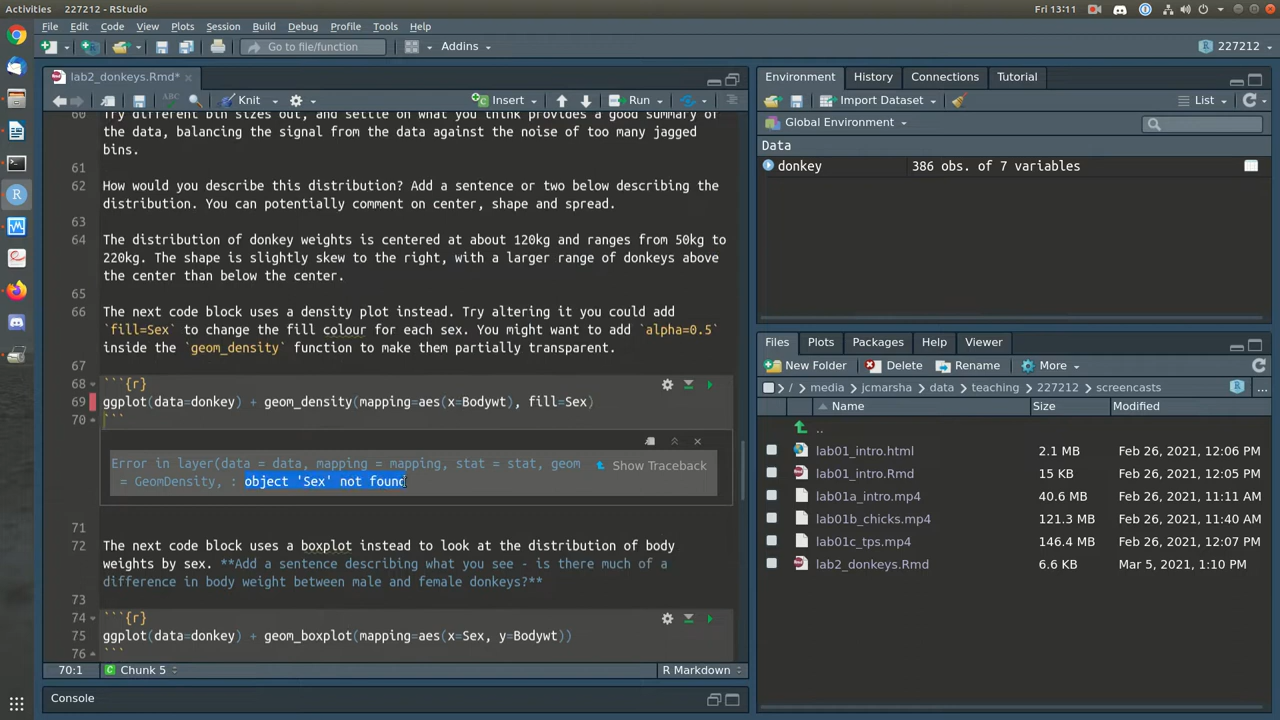 Activities
227212 – RStudio
Fri 13:11
File Edit Code View Plots Session Build Debug Profile Tools Help
Go to file/function
Addins
227212
lab2_donkeys.Rmd*
Knit
Insert
Run
60 Try different bin sizes out, and settle on what you think provides a good summary of
the data, balancing the signal from the data against the noise of too many jagged
bins.
61
62 How would you describe this distribution? Add a sentence or two below describing the
distribution. You can potentially comment on center, shape and spread.
63
64 The distribution of donkey weights is centered at about 120kg and ranges from 50kg to
220kg. The shape is slightly skew to the right, with a larger range of donkeys above
the center than below the center.
65
66 The next code block uses a density plot instead. Try altering it you could add
`fill=Sex` to change the fill colour for each sex. You might want to add `alpha=0.5`
inside the `geom_density` function to make them partially transparent.
67
68 ```{r}
69 ggplot(data=donkey) + geom_density(mapping=aes(x=Bodywt), fill=Sex)
70 ```
Error in layer(data = data, mapping = mapping, stat = stat, geom
= GeomDensity, : object 'Sex' not found
Show Traceback
71
72 The next code block uses a boxplot instead to look at the distribution of body
weights by sex. **Add a sentence describing what you see - is there much of a
difference in body weight between male and female donkeys?**
73
74 ```{r}
75 ggplot(data=donkey) + geom_boxplot(mapping=aes(x=Sex, y=Bodywt))
76 ```
70:1 Chunk 5
R Markdown
Console
Environment History Connections Tutorial
Import Dataset
List
Global Environment
Data
donkey 386 obs. of 7 variables
Files Plots Packages Help Viewer
New Folder Delete Rename More
/ media jcmarsha data teaching 227212 screencasts
Name Size Modified
..
lab01_intro.html 2.1 MB Feb 26, 2021, 12:06 PM
lab01_intro.Rmd 15 KB Feb 26, 2021, 12:03 PM
lab01a_intro.mp4 40.6 MB Feb 26, 2021, 11:11 AM
lab01b_chicks.mp4 121.3 MB Feb 26, 2021, 11:40 AM
lab01c_tps.mp4 146.4 MB Feb 26, 2021, 12:07 PM
lab2_donkeys.Rmd 6.6 KB Mar 5, 2021, 1:10 PM